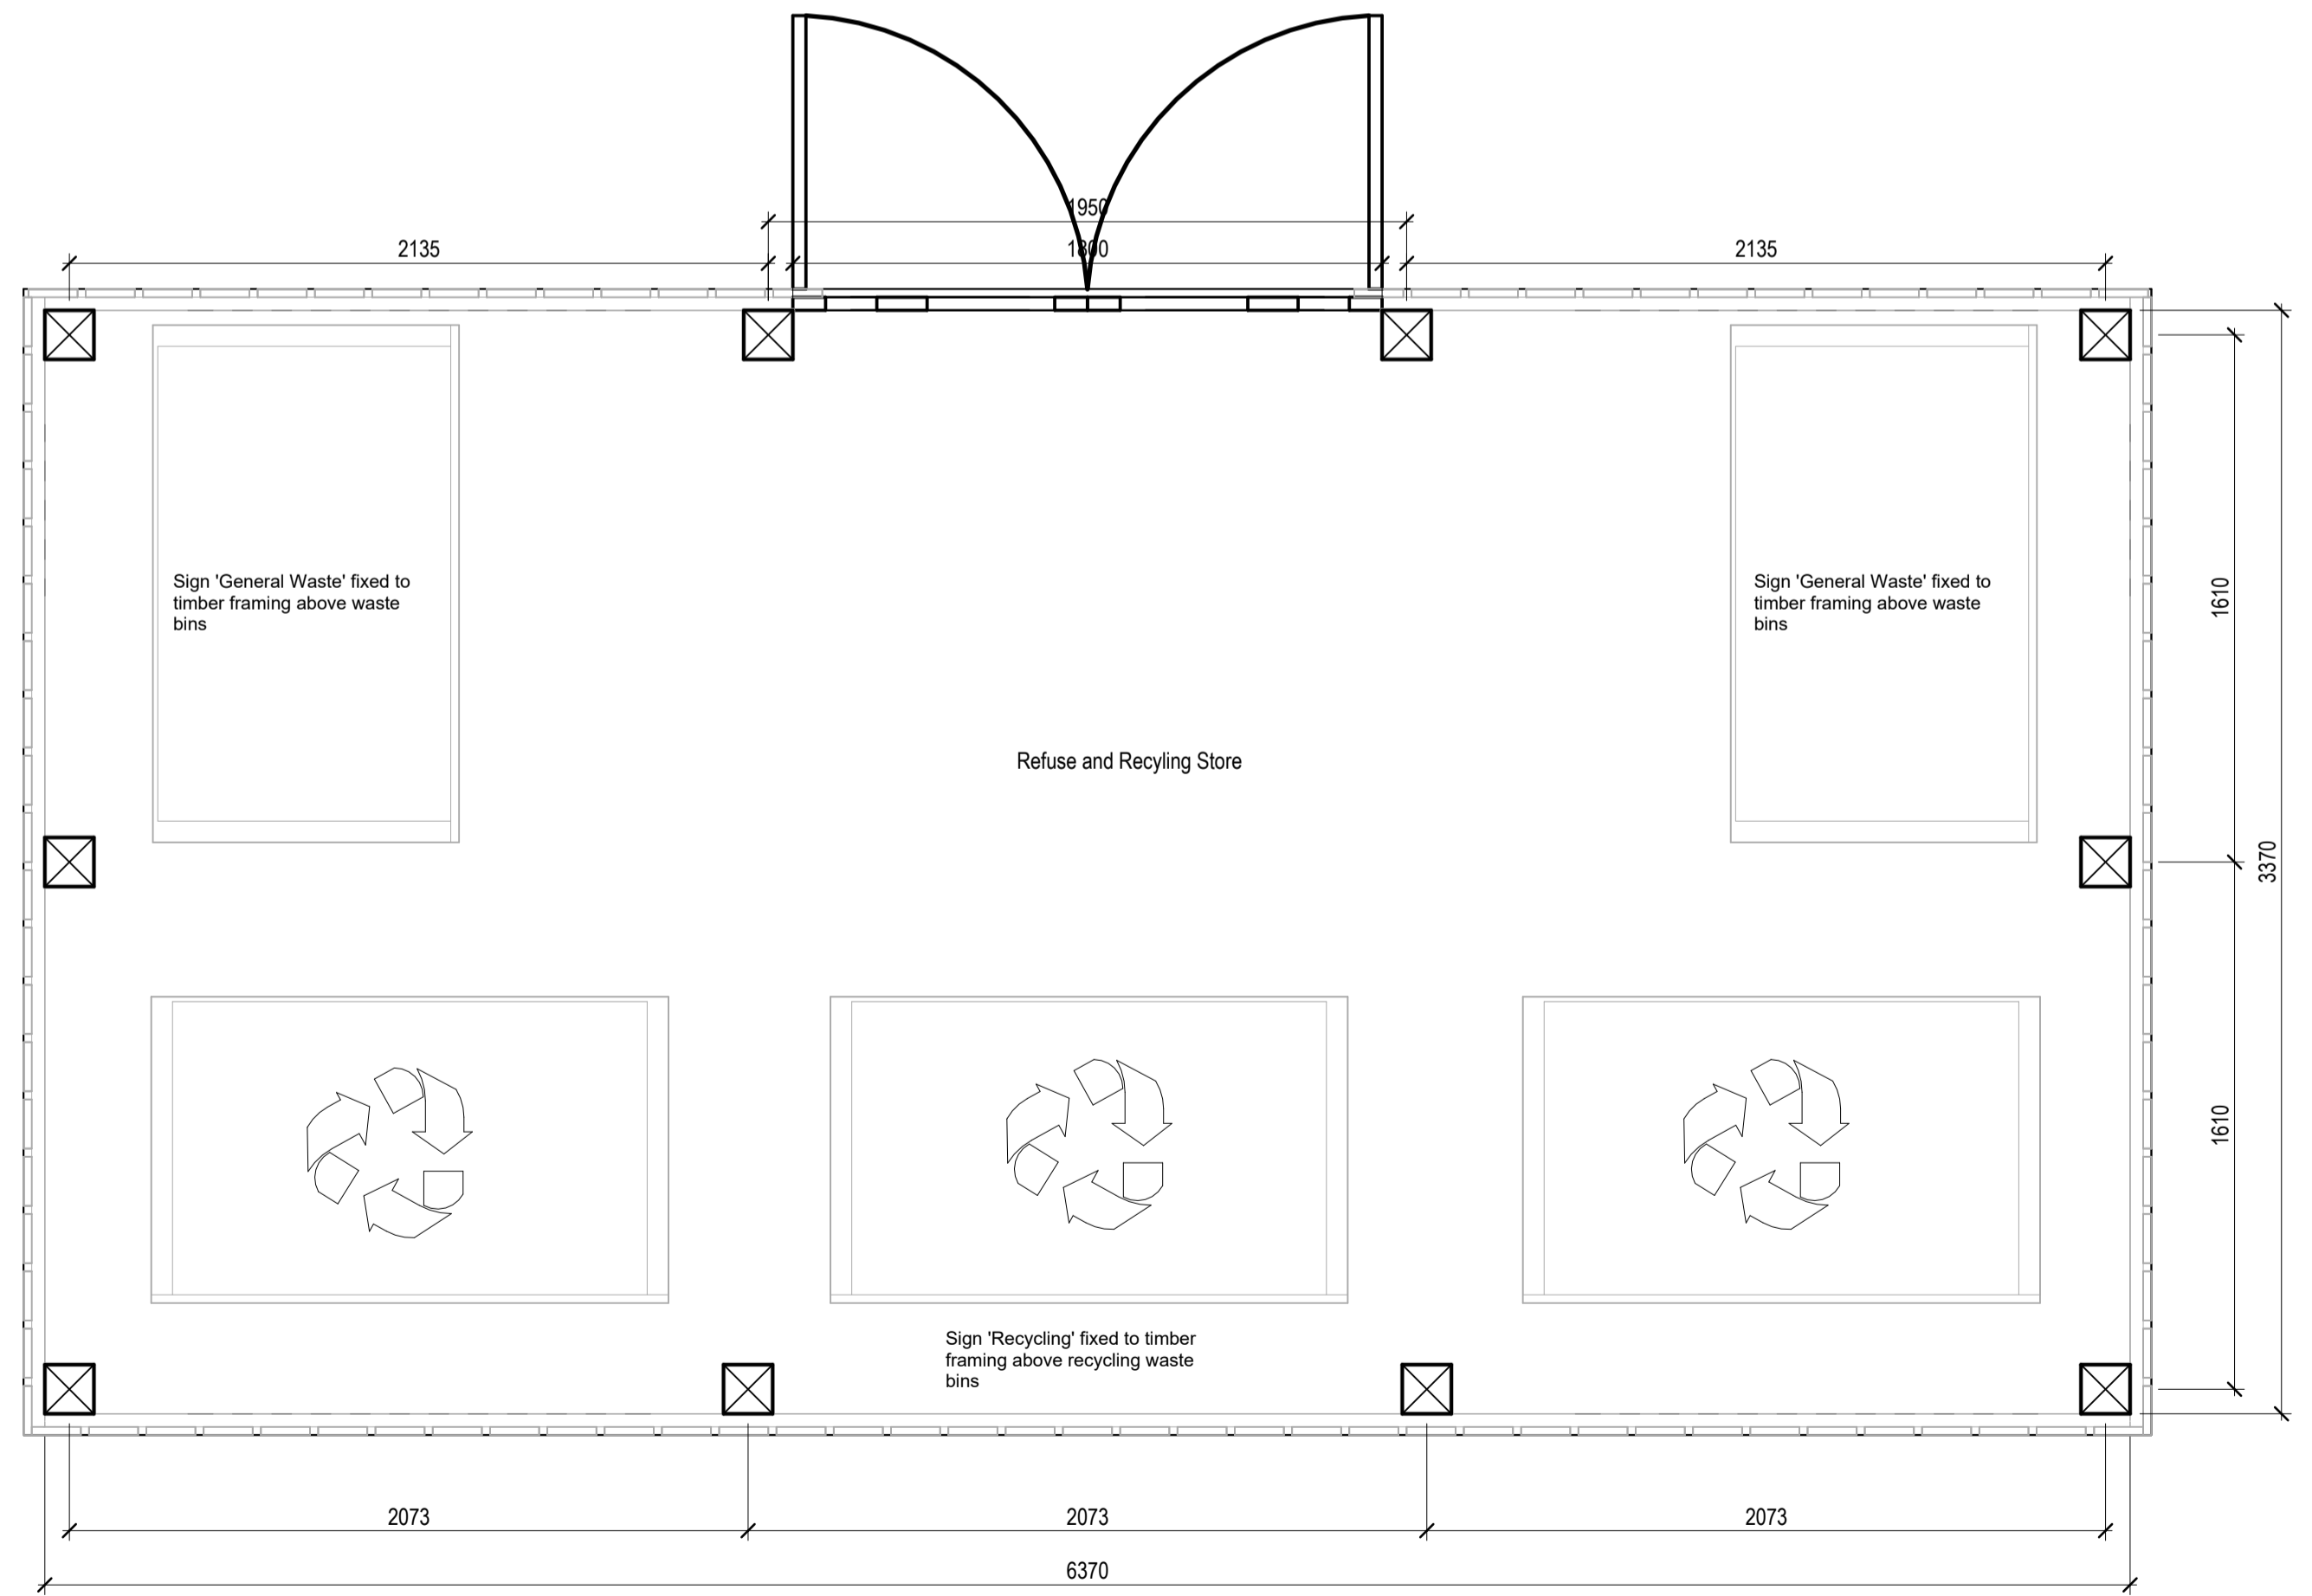 1950
2135
1800
2135
Sign 'General Waste' fixed to
timber framing above waste
bins
Sign 'General Waste' fixed to
timber framing above waste
bins
1610
Refuse and Recyling Store
3370
1610
Sign 'Recycling' fixed to timber
framing above recycling waste
bins
2073
2073
2073
6370